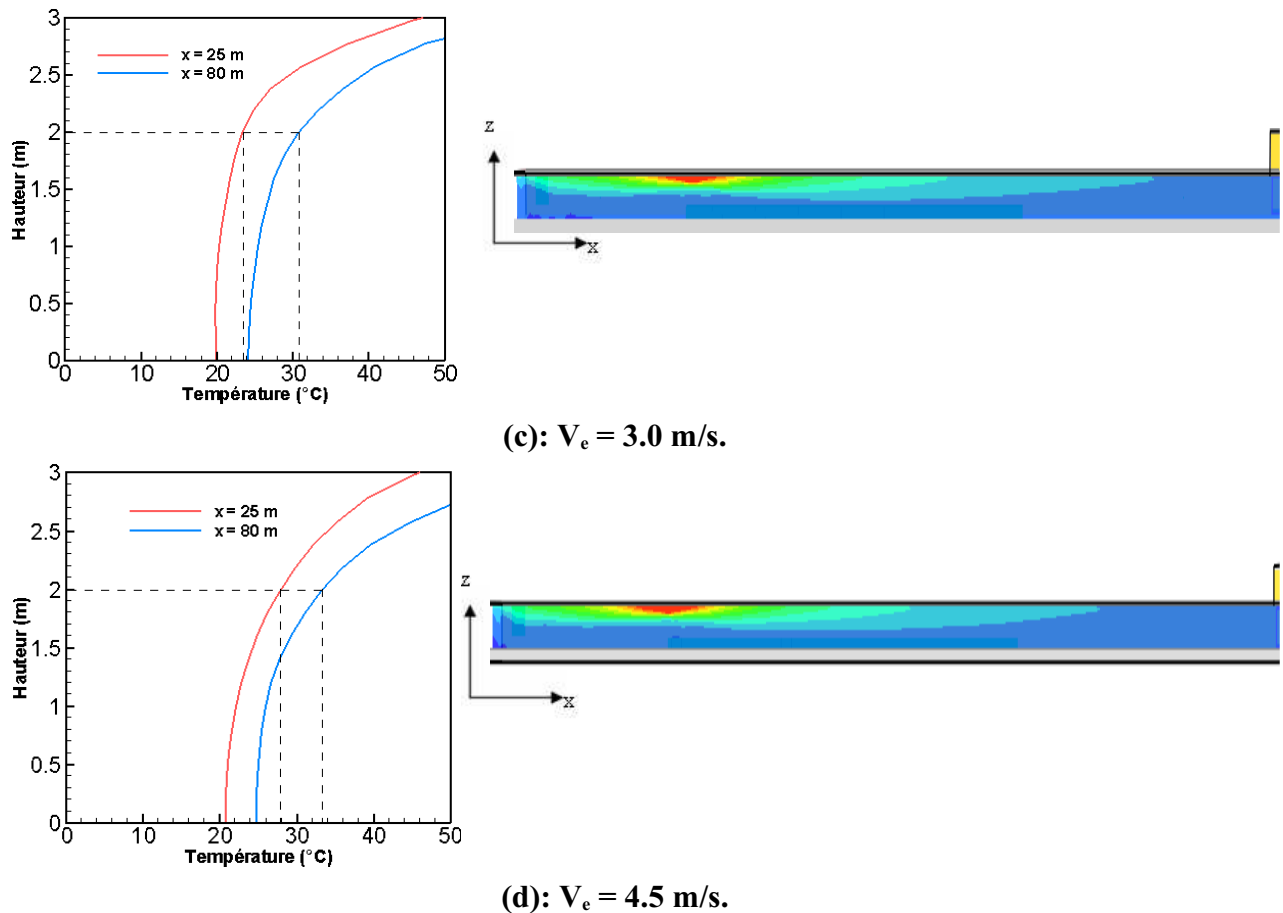 3
x = 25 m
x = 80 m
2.5
2
z
1.5
Hauteur (m)
1
x
0.5
0
0 10 20 30 40 50
Température (°C)
(c): Vₑ = 3.0 m/s.
3
x = 25 m
x = 80 m
2.5
2
z
1.5
Hauteur (m)
1
x
0.5
0
0 10 20 30 40 50
Température (°C)
(d): Vₑ = 4.5 m/s.